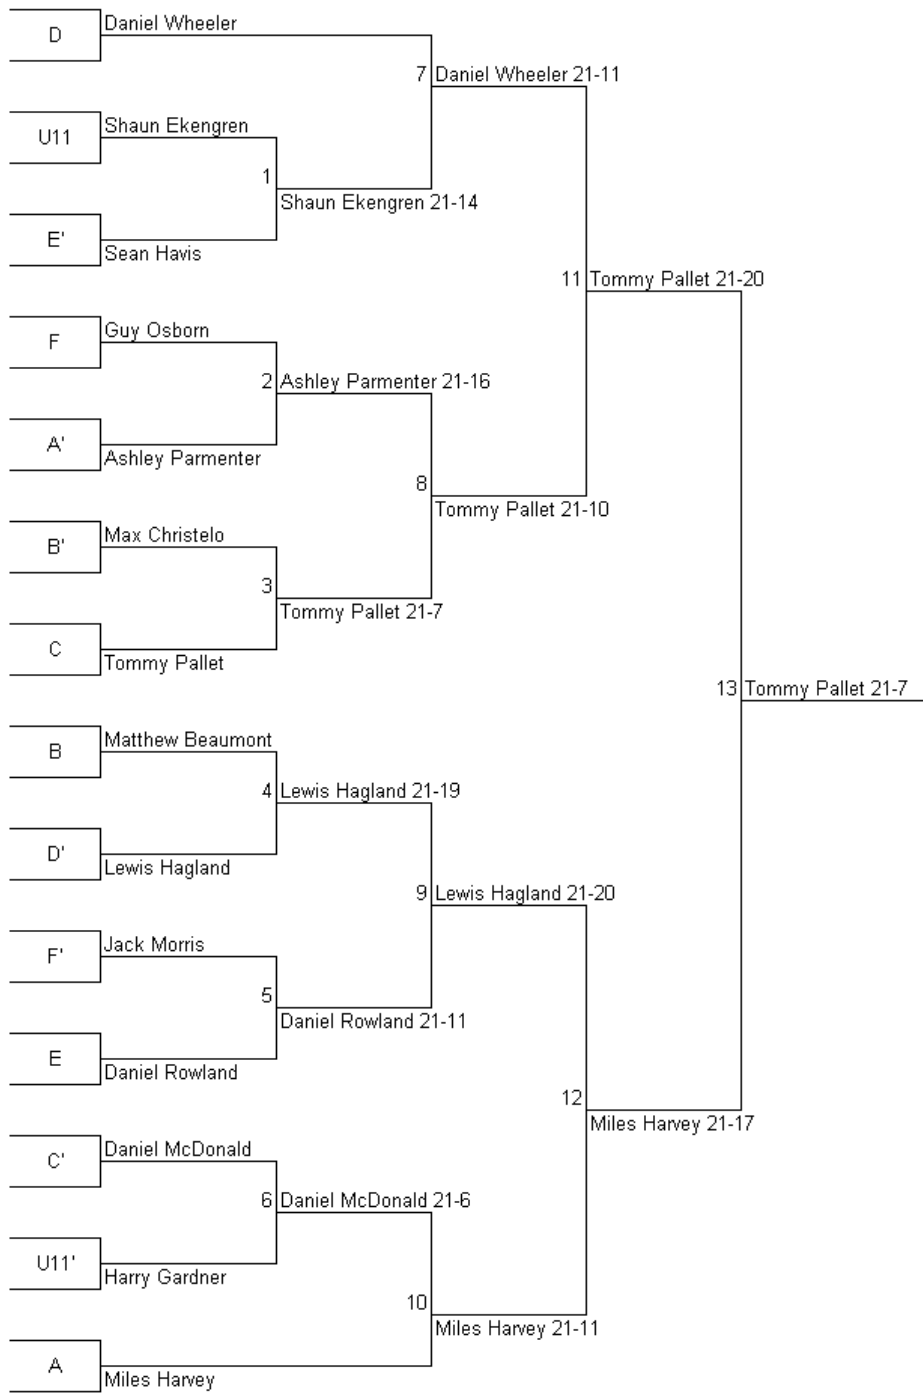 D
Daniel Wheeler
7 Daniel Wheeler 21-11
U11
Shaun Ekengren
1
Shaun Ekengren 21-14
E'
Sean Havis
11 Tommy Pallet 21-20
F
Guy Osborn
2 Ashley Parmenter 21-16
A'
Ashley Parmenter
8
Tommy Pallet 21-10
B'
Max Christelo
3
Tommy Pallet 21-7
C
Tommy Pallet
13 Tommy Pallet 21-7
B
Matthew Beaumont
4 Lewis Hagland 21-19
D'
Lewis Hagland
9 Lewis Hagland 21-20
F'
Jack Morris
5
Daniel Rowland 21-11
E
Daniel Rowland
12
Miles Harvey 21-17
C'
Daniel McDonald
6 Daniel McDonald 21-6
U11'
Harry Gardner
10
Miles Harvey 21-11
A
Miles Harvey